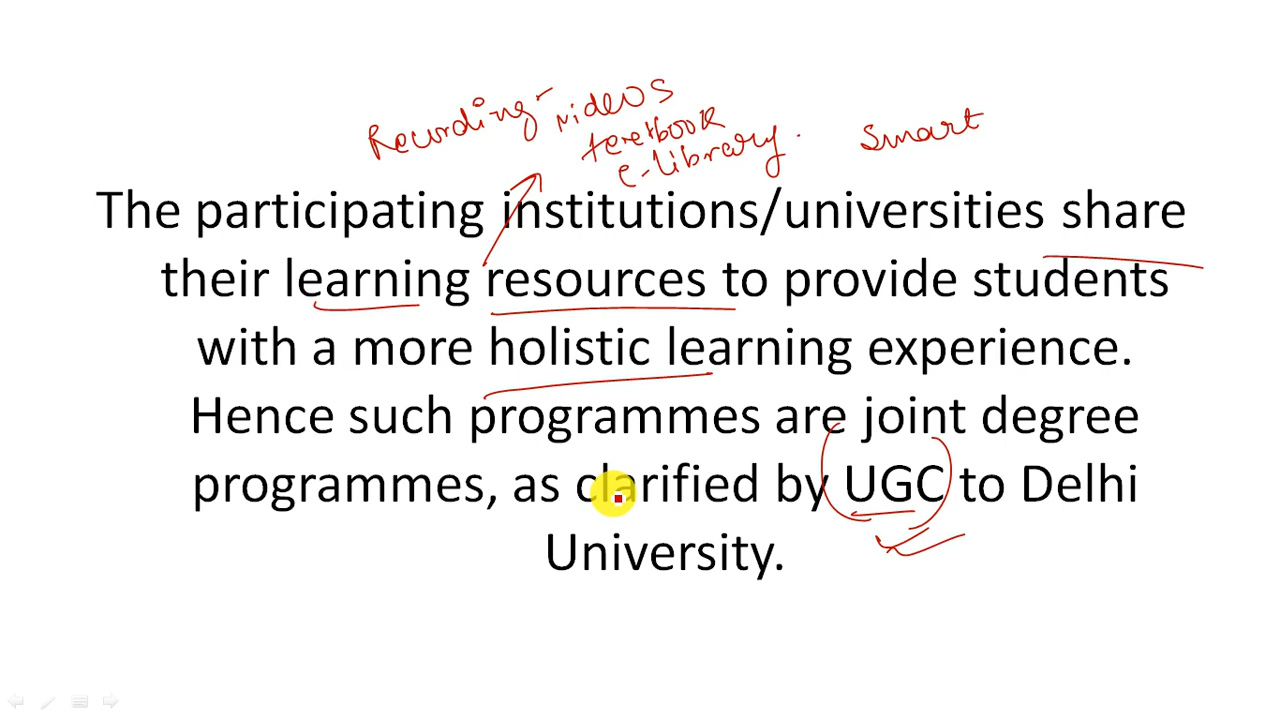 Recording - videos
textbook
e-library.
Smart
The participating institutions/universities share
their learning resources to provide students
with a more holistic learning experience.
Hence such programmes are joint degree
programmes, as clarified by UGC to Delhi
University.